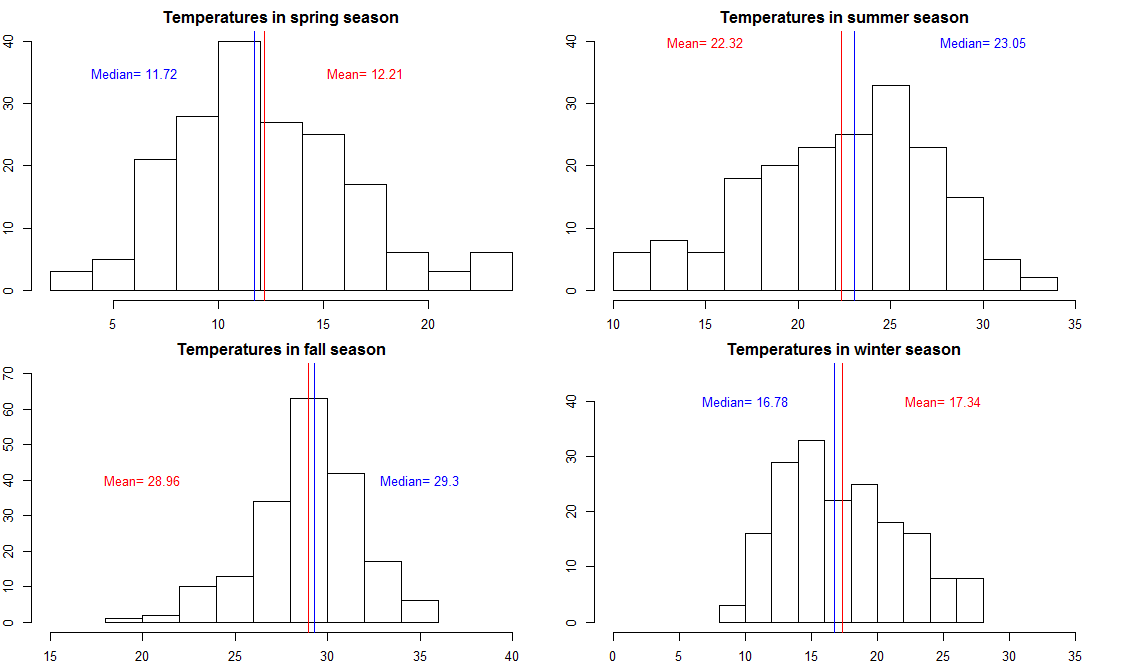 Temperatures in spring season
40
30
20
10
0
Median= 11.72
Mean= 12.21
5 10 15 20
Temperatures in summer season
40
30
20
10
0
Mean= 22.32
Median= 23.05
10 15 20 25 30 35
Temperatures in fall season
70
60
50
40
30
20
10
0
Mean= 28.96
Median= 29.3
15 20 25 30 35 40
Temperatures in winter season
40
30
20
10
0
Median= 16.78
Mean= 17.34
0 5 10 15 20 25 30 35